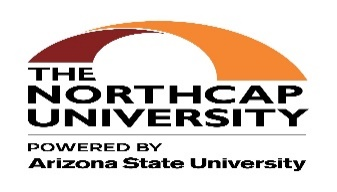 THE
NORTHCAP
UNIVERSITY
POWERED BY
Arizona State University